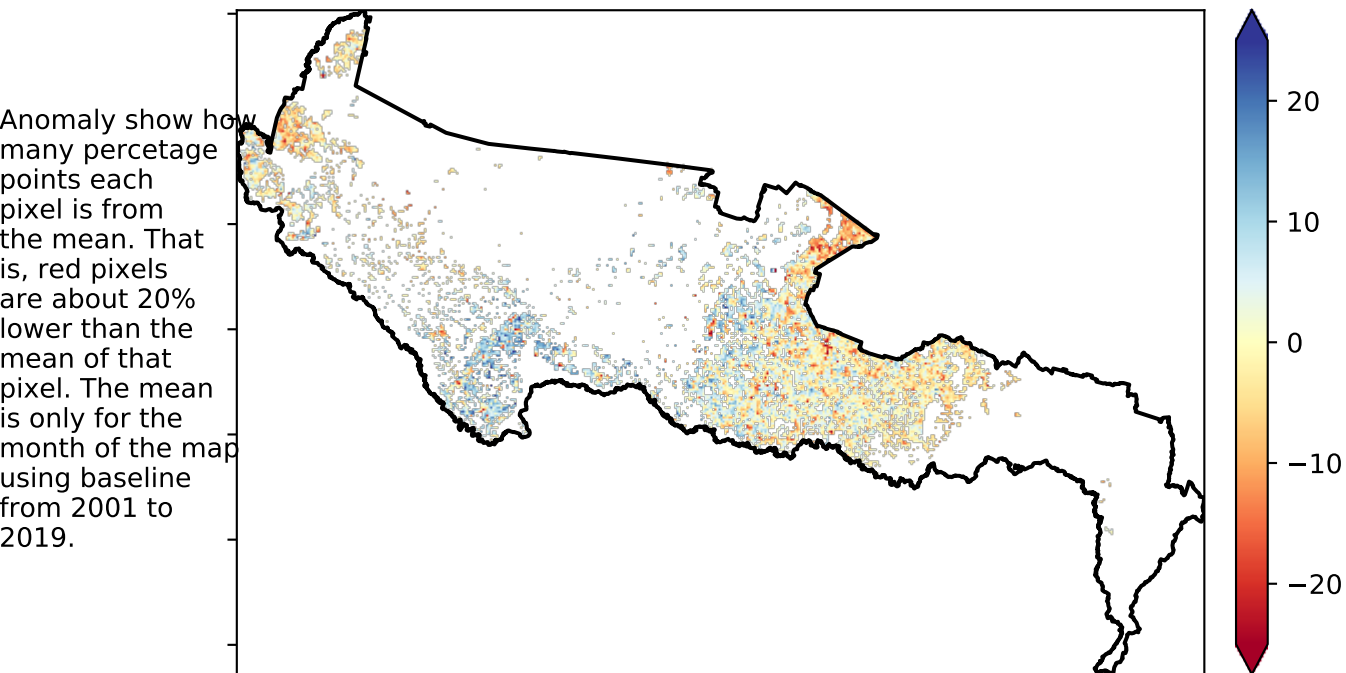 Anomaly show how
many percetage
points each
pixel is from
the mean. That
is, red pixels
are about 20%
lower than the
mean of that
pixel. The mean
is only for the
month of the map
using baseline
from 2001 to
2019.
20
10
0
−10
−20